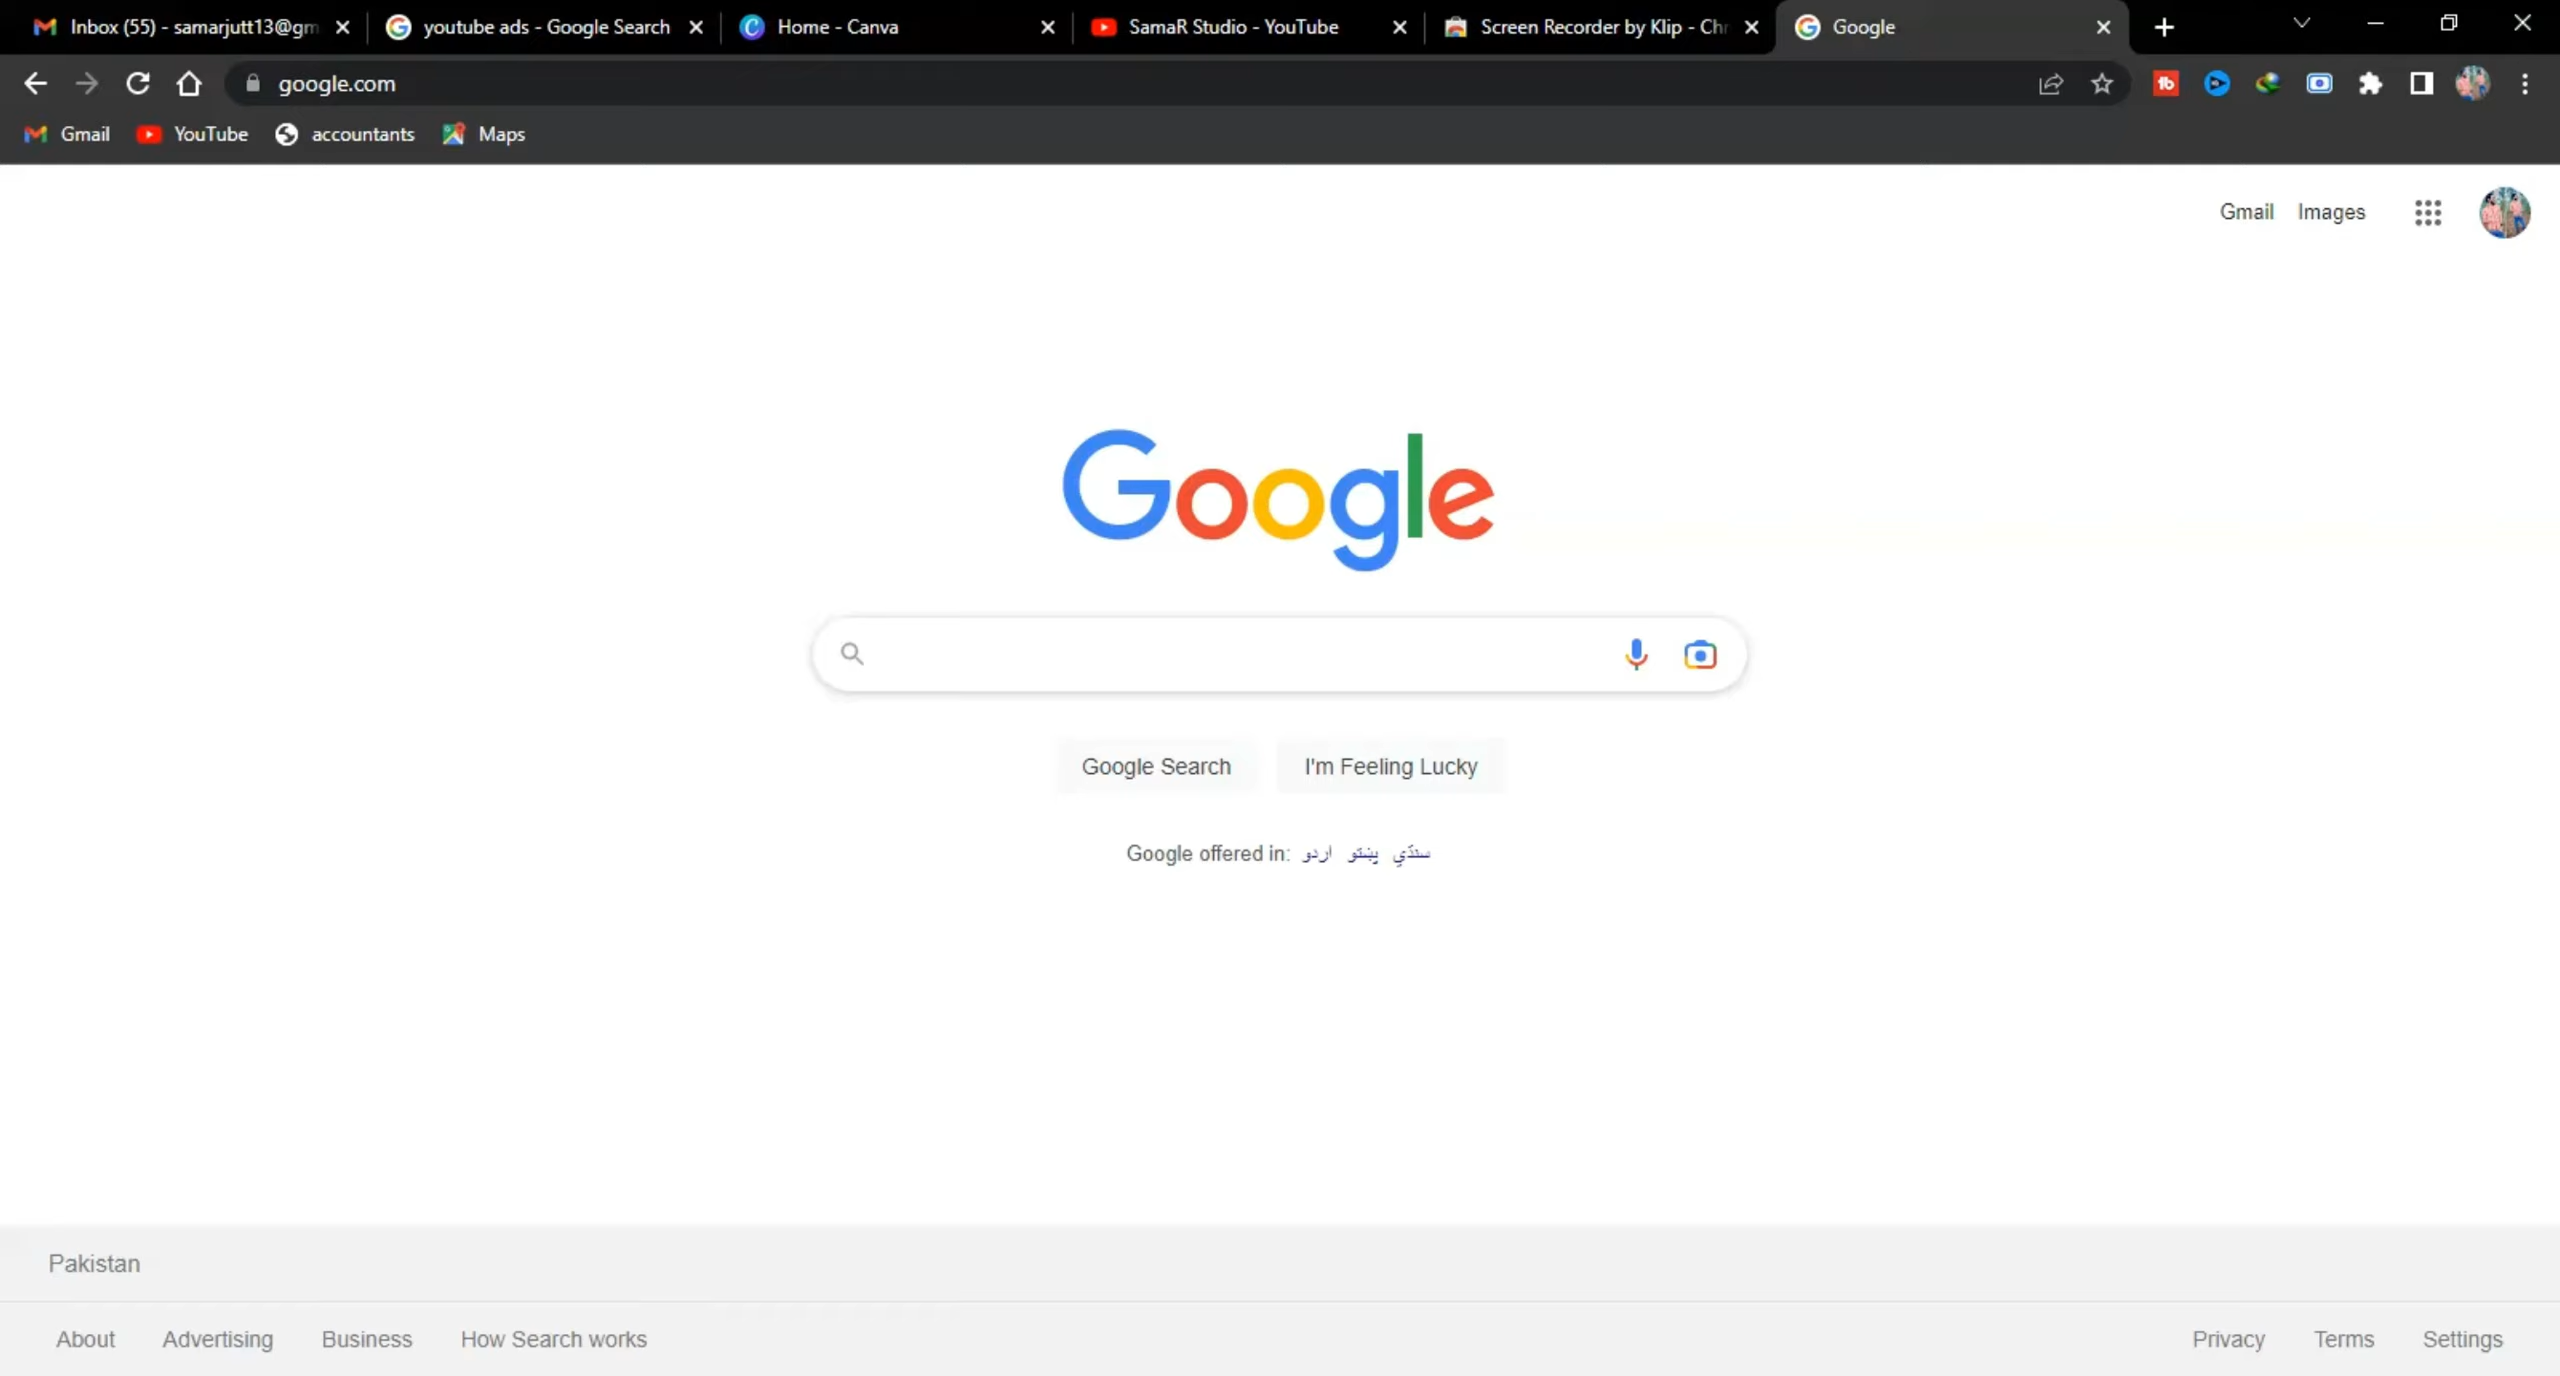 Inbox (55) - samarjutt13@gm
youtube ads - Google Search
Home - Canva
SamaR Studio - YouTube
Screen Recorder by Klip - Chr
Google
google.com
Gmail
YouTube
accountants
Maps
Gmail Images
Google
Google Search
I'm Feeling Lucky
Google offered in: اردو پښتو سنڌي
Pakistan
About Advertising Business How Search works
Privacy Terms Settings